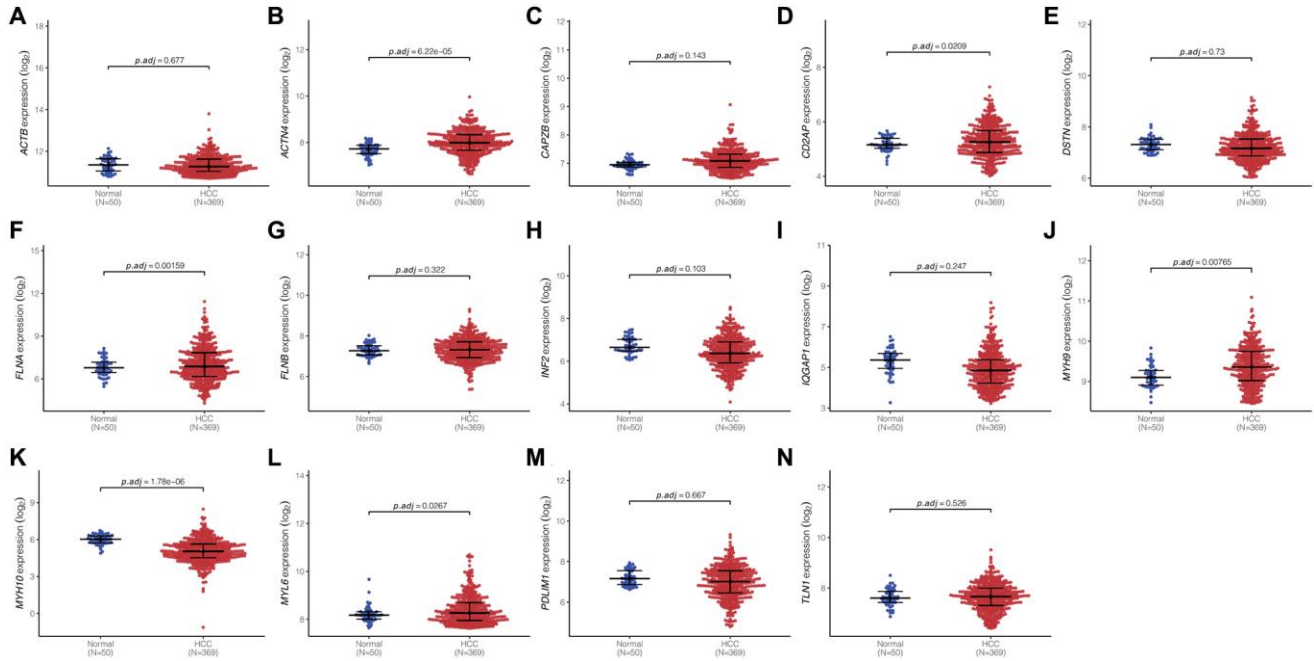 A
ACTB expression (log₂)
18
16
14
12
p.adj = 0.677
Normal
(N=50)
HCC
(N=369)
B
ACTN4 expression (log₂)
12
10
8
p.adj = 6.22e-05
Normal
(N=50)
HCC
(N=369)
C
CAPZB expression (log₂)
12
11
10
9
8
7
p.adj = 0.143
Normal
(N=50)
HCC
(N=369)
D
CD2AP expression (log₂)
8
6
4
p.adj = 0.0209
Normal
(N=50)
HCC
(N=369)
E
DSTN expression (log₂)
12
10
8
6
p.adj = 0.73
Normal
(N=50)
HCC
(N=369)
F
FLNA expression (log₂)
15
12
9
6
p.adj = 0.00159
Normal
(N=50)
HCC
(N=369)
G
FLNB expression (log₂)
12
10
8
6
p.adj = 0.322
Normal
(N=50)
HCC
(N=369)
H
INF2 expression (log₂)
10
8
6
4
p.adj = 0.103
Normal
(N=50)
HCC
(N=369)
I
IQGAP1 expression (log₂)
11
9
7
5
3
p.adj = 0.247
Normal
(N=50)
HCC
(N=369)
J
MYH9 expression (log₂)
13
12
11
10
9
p.adj = 0.00765
Normal
(N=50)
HCC
(N=369)
K
MYH10 expression (log₂)
9
6
3
0
p.adj = 1.78e-06
Normal
(N=50)
HCC
(N=369)
L
MYL6 expression (log₂)
14
12
10
8
p.adj = 0.0267
Normal
(N=50)
HCC
(N=369)
M
PDLIM1 expression (log₂)
12
10
8
6
p.adj = 0.667
Normal
(N=50)
HCC
(N=369)
N
TLN1 expression (log₂)
12
10
8
p.adj = 0.526
Normal
(N=50)
HCC
(N=369)